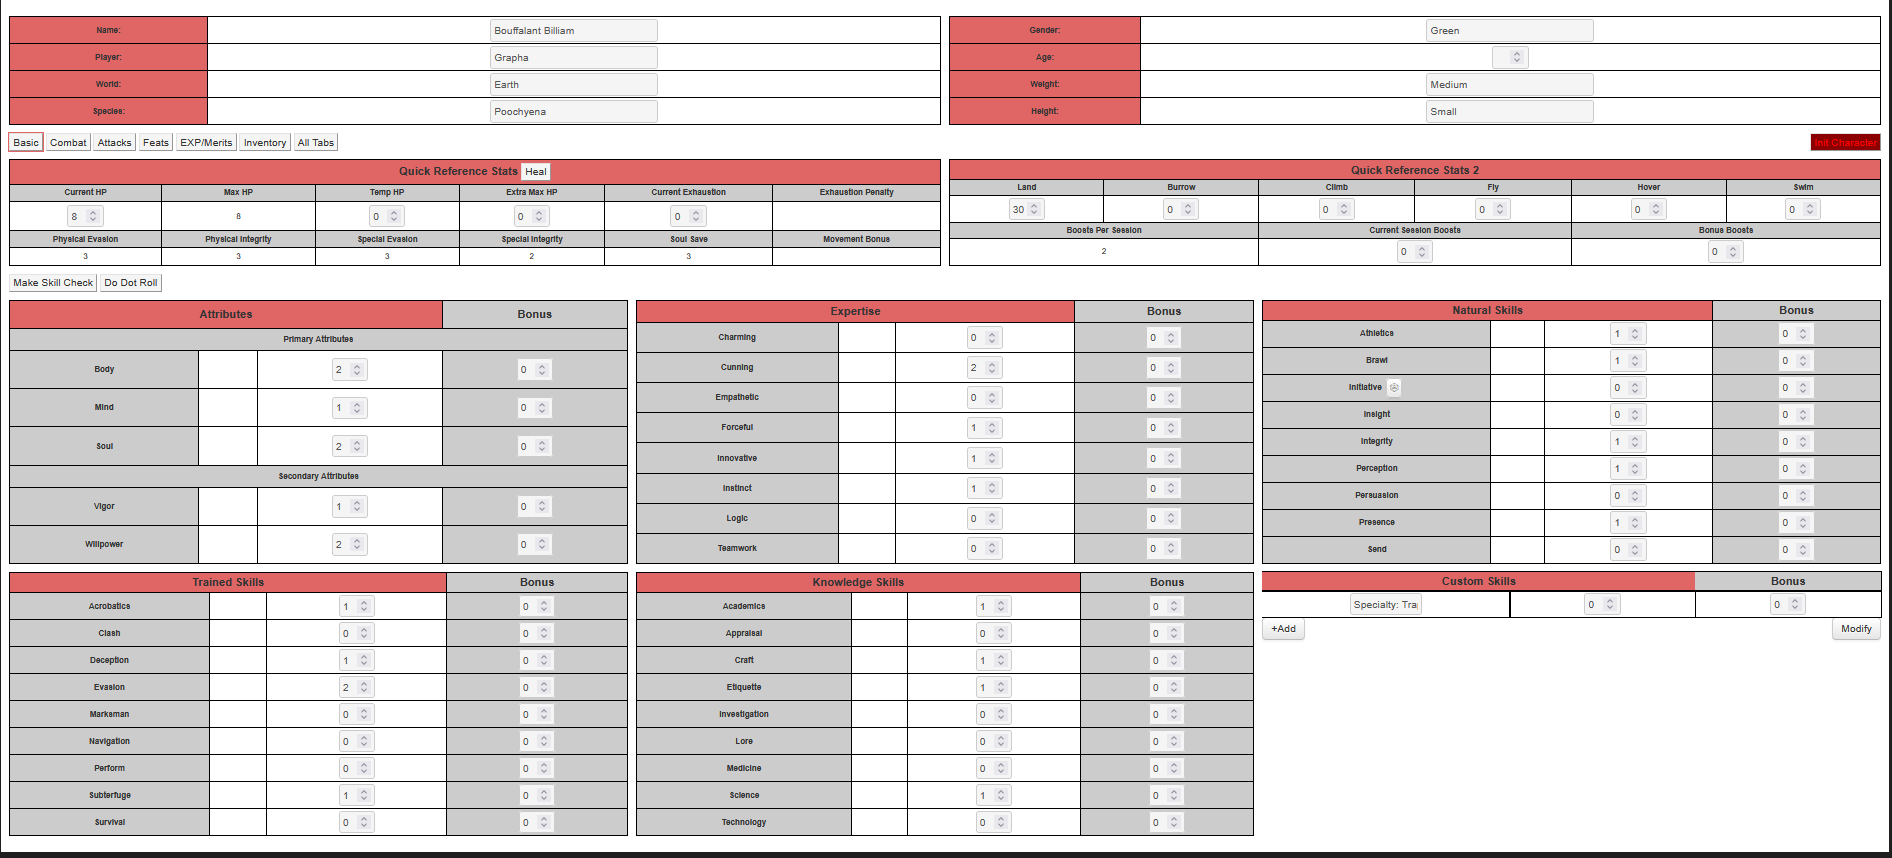 Name: Bouffalant Billiam Gender: Green
Player: Grapha Age:
World: Earth Weight: Medium
Species: Poochyena Height: Small
Basic Combat Attacks Feats EXP/Merits Inventory All Tabs Init Character
Quick Reference Stats Heal
Current HP Max HP Temp HP Extra Max HP Current Exhaustion Exhaustion Penalty
8 8 0 0 0
Physical Evasion Physical Integrity Special Evasion Special Integrity Soul Save Movement Bonus
3 3 3 2 3
Quick Reference Stats 2
Land Burrow Climb Fly Hover Swim
30 0 0 0 0 0
Boosts Per Session Current Session Boosts Bonus Boosts
2 0 0
Make Skill Check Do Dot Roll
Attributes Bonus
Primary Attributes
Body 2 0
Mind 1 0
Soul 2 0
Secondary Attributes
Vigor 1 0
Willpower 2 0
Expertise Bonus
Charming 0 0
Cunning 2 0
Empathetic 0 0
Forceful 1 0
Innovative 1 0
Instinct 1 0
Logic 0 0
Teamwork 0 0
Natural Skills Bonus
Athletics 1 0
Brawl 1 0
Initiative 0 0
Insight 0 0
Integrity 1 0
Perception 1 0
Persuasion 0 0
Presence 1 0
Send 0 0
Trained Skills Bonus
Acrobatics 1 0
Clash 0 0
Deception 1 0
Evasion 2 0
Marksman 0 0
Navigation 0 0
Perform 0 0
Subterfuge 1 0
Survival 0 0
Knowledge Skills Bonus
Academics 1 0
Appraisal 0 0
Craft 1 0
Etiquette 1 0
Investigation 0 0
Lore 0 0
Medicine 0 0
Science 1 0
Technology 0 0
Custom Skills Bonus
Specialty: Tra 0 0
+Add Modify